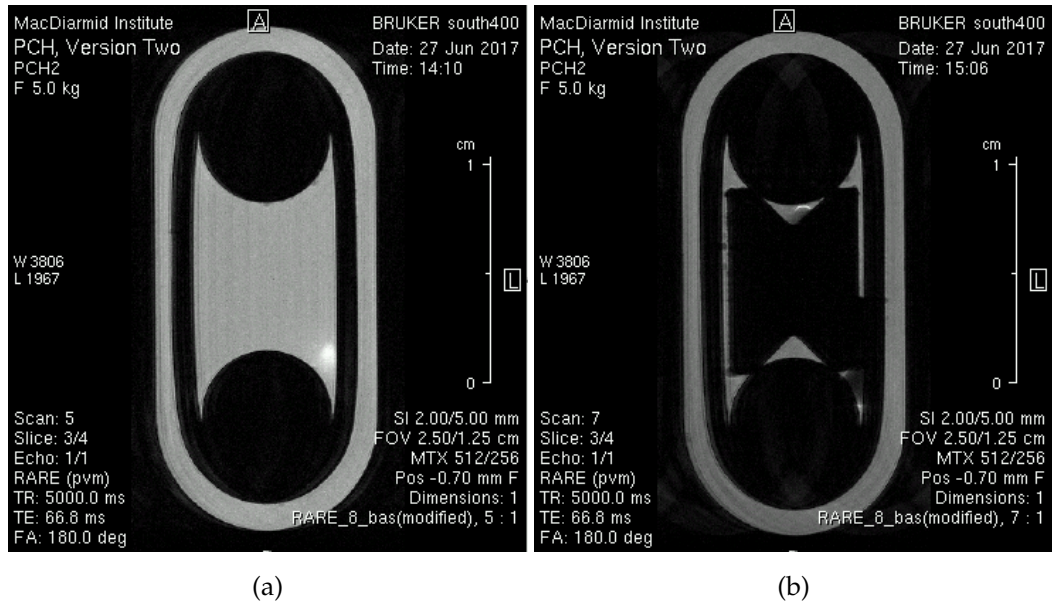 MacDiarmid Institute
PCH, Version Two
PCH2
F 5.0 kg
A
BRUKER south400
Date: 27 Jun 2017
Time: 14:10
cm
1
0
W 3806
L 1967
L
Scan: 5
Slice: 3/4
Echo: 1/1
RARE (pvm)
TR: 5000.0 ms
TE: 66.8 ms
FA: 180.0 deg
SI 2.00/5.00 mm
FOV 2.50/1.25 cm
MTX 512/256
Pos -0.70 mm F
Dimensions: 1
RARE_8_bas(modified), 5 : 1
(a)
MacDiarmid Institute
PCH, Version Two
PCH2
F 5.0 kg
A
BRUKER south400
Date: 27 Jun 2017
Time: 15:06
cm
1
0
W 3806
L 1967
L
Scan: 7
Slice: 3/4
Echo: 1/1
RARE (pvm)
TR: 5000.0 ms
TE: 66.8 ms
FA: 180.0 deg
SI 2.00/5.00 mm
FOV 2.50/1.25 cm
MTX 512/256
Pos -0.70 mm F
Dimensions: 1
RARE_8_bas(modified), 7 : 1
(b)